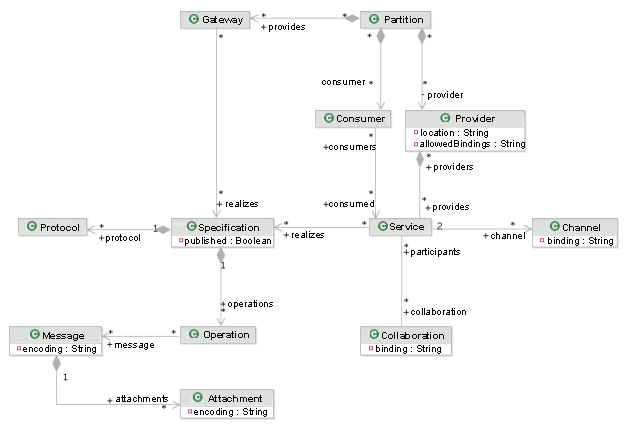 C Gateway
*
*
+ provides
*
C Partition
*
*
*
consumer *
*
- provider
C Consumer
C Provider
location : String
allowedBindings : String
*
+consumers
*
+providers
*
+ realizes
*
+consumed
*
+ provides
C Protocol
*
+protocol
1
C Specification
published : Boolean
*
+ realizes
*
C Service
2
*
+channel
C Channel
binding : String
1
*
+participants
+operations
*
*
+collaboration
C Message
encoding : String
*
+message
*
C Operation
C Collaboration
binding : String
1
+ attachments
*
C Attachment
encoding : String